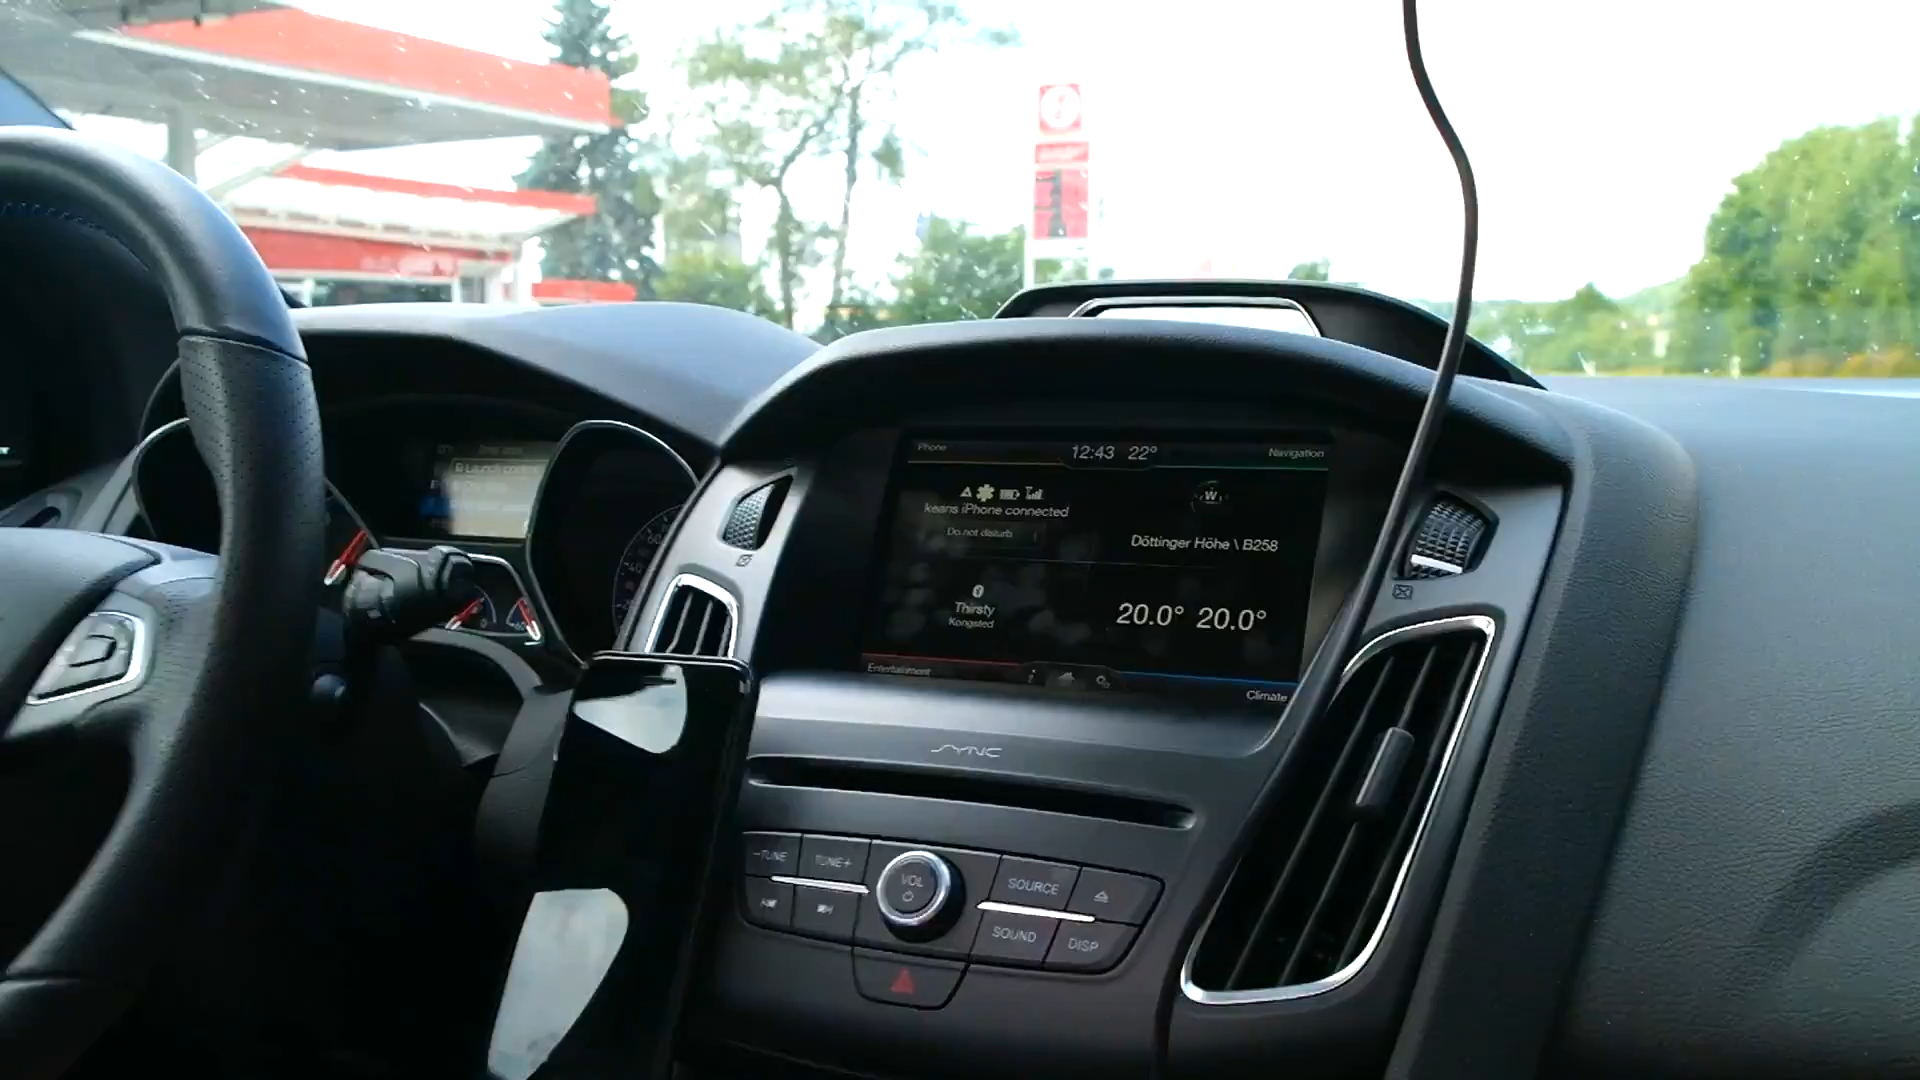 Phone
12:43 22°
Navigation
keans iPhone connected
Do not disturb
W
Döttinger Höhe \ B258
Thirsty
Kongsted
20.0° 20.0°
Entertainment
i
Climate
SYNC
-TUNE
TUNE+
VOL
SOURCE
SOUND
DISP